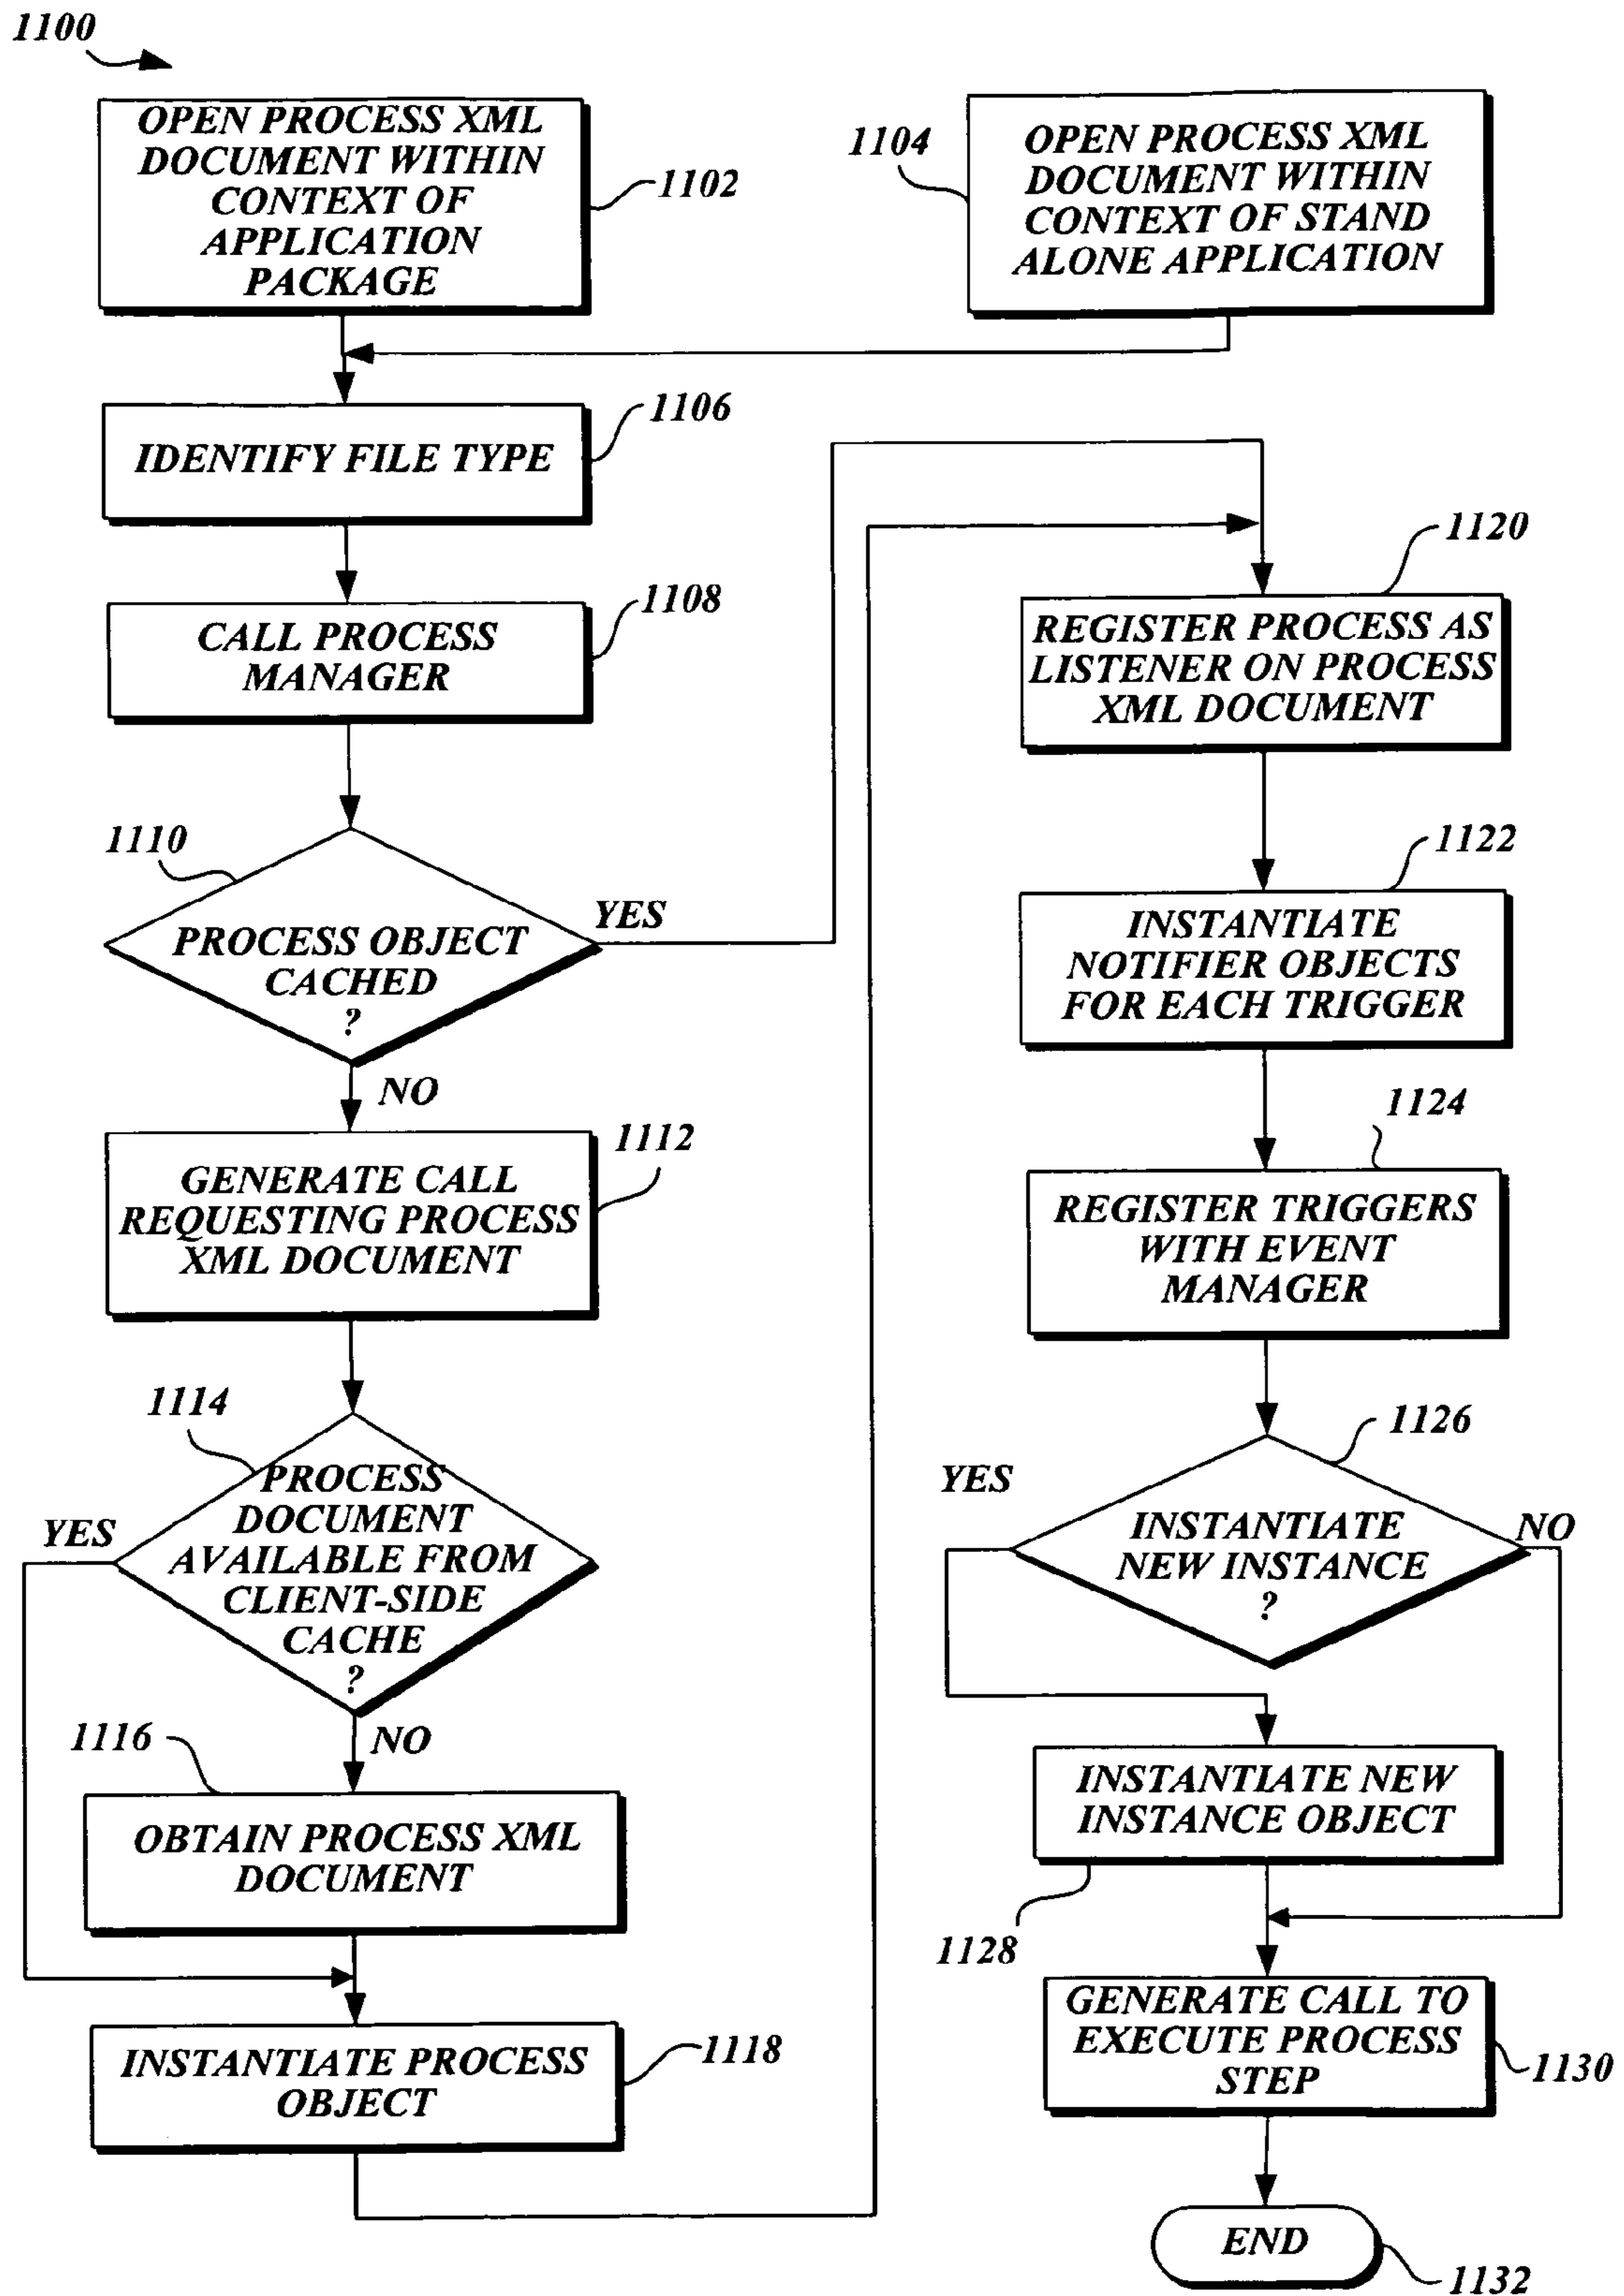 1100
OPEN PROCESS XML
DOCUMENT WITHIN
CONTEXT OF
APPLICATION
PACKAGE
1102
1104
OPEN PROCESS XML
DOCUMENT WITHIN
CONTEXT OF STAND
ALONE APPLICATION
IDENTIFY FILE TYPE
1106
CALL PROCESS
MANAGER
1108
1110
PROCESS OBJECT
CACHED
?
YES
NO
GENERATE CALL
REQUESTING PROCESS
XML DOCUMENT
1112
1114
PROCESS
DOCUMENT
AVAILABLE FROM
CLIENT-SIDE
CACHE
?
YES
NO
1116
OBTAIN PROCESS XML
DOCUMENT
INSTANTIATE PROCESS
OBJECT
1118
1120
REGISTER PROCESS AS
LISTENER ON PROCESS
XML DOCUMENT
1122
INSTANTIATE
NOTIFIER OBJECTS
FOR EACH TRIGGER
1124
REGISTER TRIGGERS
WITH EVENT
MANAGER
1126
YES
INSTANTIATE
NEW INSTANCE
?
NO
INSTANTIATE NEW
INSTANCE OBJECT
1128
GENERATE CALL TO
EXECUTE PROCESS
STEP
1130
END
1132